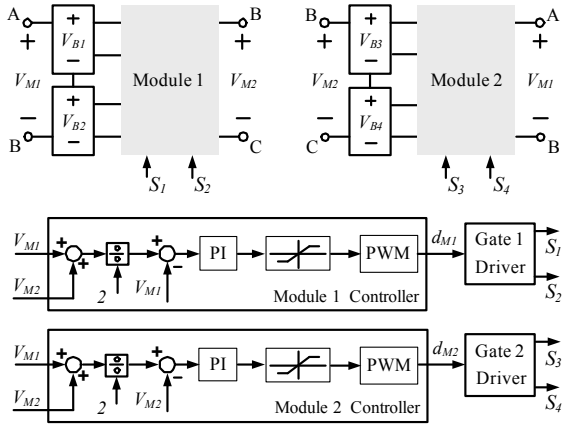 A B B A
+ + V_B1 − + + V_B3 − +
V_M1 Module 1 V_M2 V_M2 Module 2 V_M1
− + V_B2 − − − + V_B4 − −
B C C B
S_1 S_2 S_3 S_4
V_M1 + + ÷ + − PI PWM d_M1 Gate 1 Driver S_1
V_M2 2 V_M1 Module 1 Controller S_2
V_M1 + + ÷ + − PI PWM d_M2 Gate 2 Driver S_3
V_M2 2 V_M2 Module 2 Controller S_4